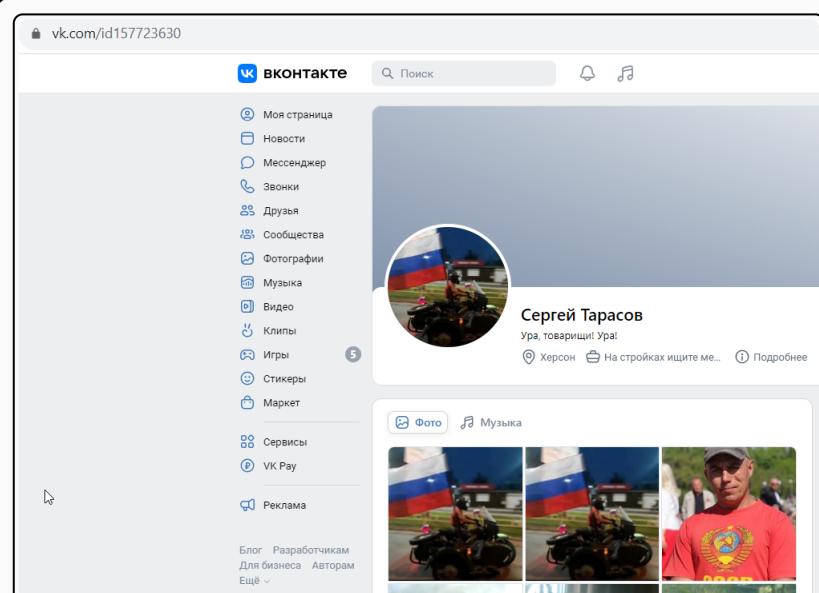 vk.com/id157723630
вконтакте
Поиск
Моя страница
Новости
Мессенджер
Звонки
Друзья
Сообщества
Фотографии
Музыка
Видео
Клипы
Игры 5
Стикеры
Маркет
Сервисы
VK Pay
Реклама
Блог Разработчикам
Для бизнеса Авторам
Ещё
Сергей Тарасов
Ура, товарищи! Ура!
Херсон На стройках ищите ме... Подробнее
Фото Музыка
СССР